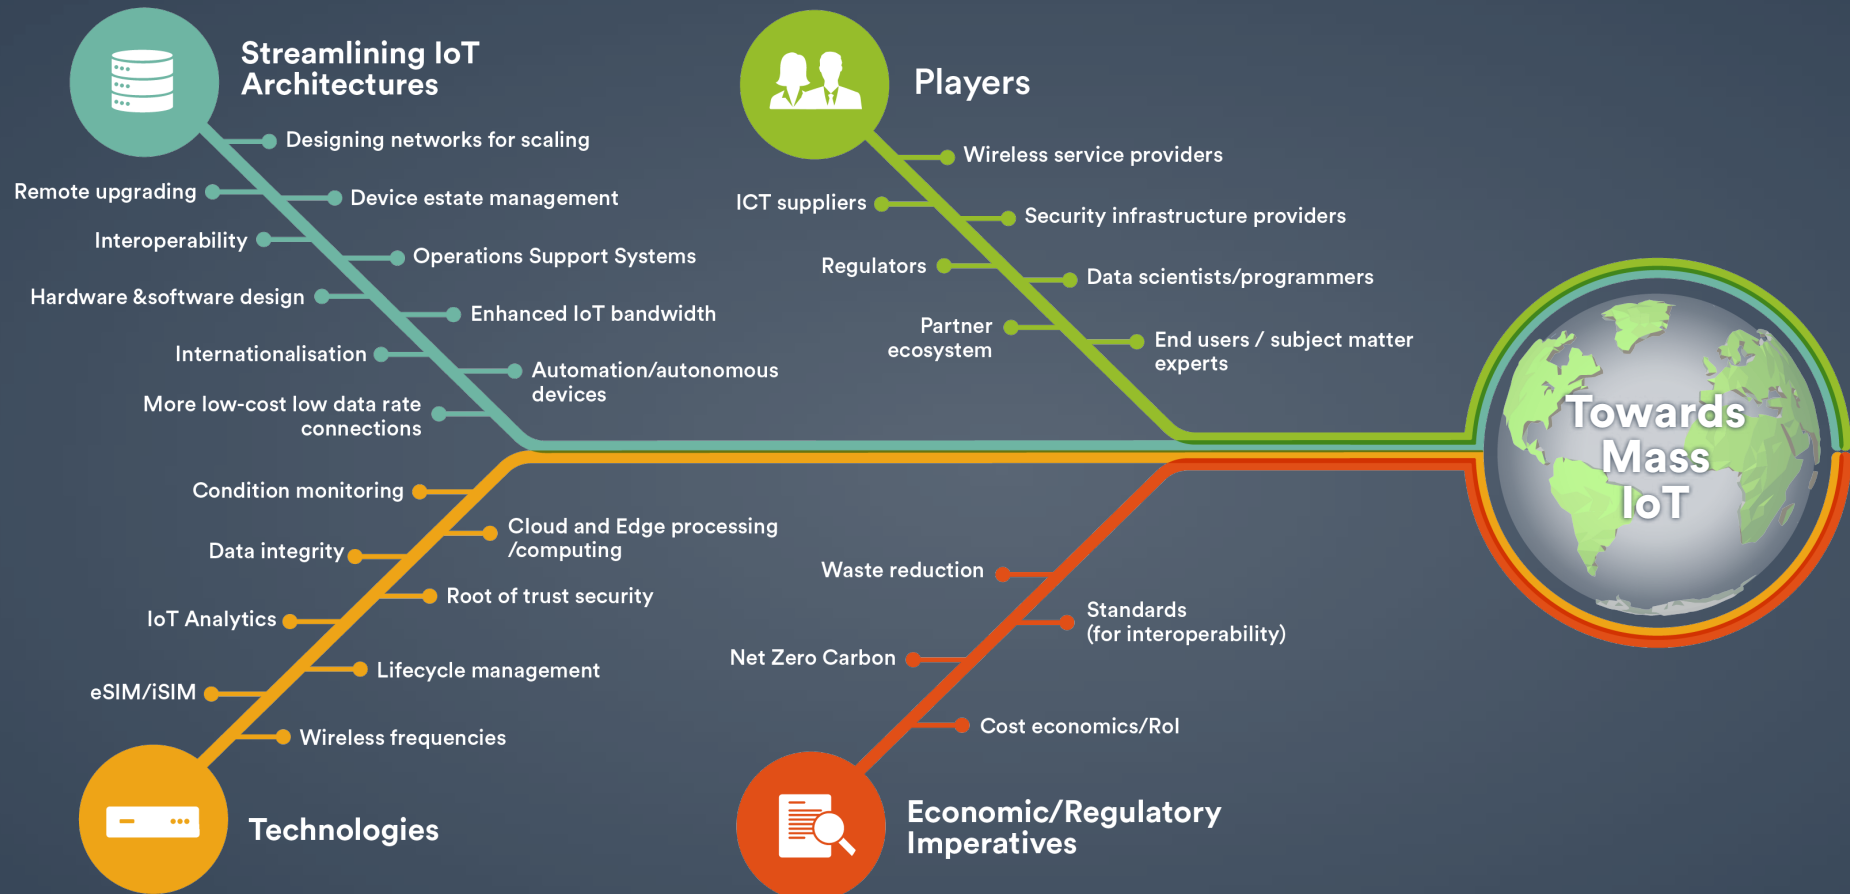 Streamlining IoT
Architectures
Designing networks for scaling
Remote upgrading
Device estate management
Interoperability
Operations Support Systems
Hardware &software design
Enhanced IoT bandwidth
Internationalisation
Automation/autonomous
devices
More low-cost low data rate
connections
Players
Wireless service providers
ICT suppliers
Security infrastructure providers
Regulators
Data scientists/programmers
Partner
ecosystem
End users / subject matter
experts
Towards
Mass
IoT
Condition monitoring
Cloud and Edge processing
/computing
Data integrity
Root of trust security
IoT Analytics
Lifecycle management
eSIM/iSIM
Wireless frequencies
Technologies
Waste reduction
Standards
(for interoperability)
Net Zero Carbon
Cost economics/RoI
Economic/Regulatory
Imperatives